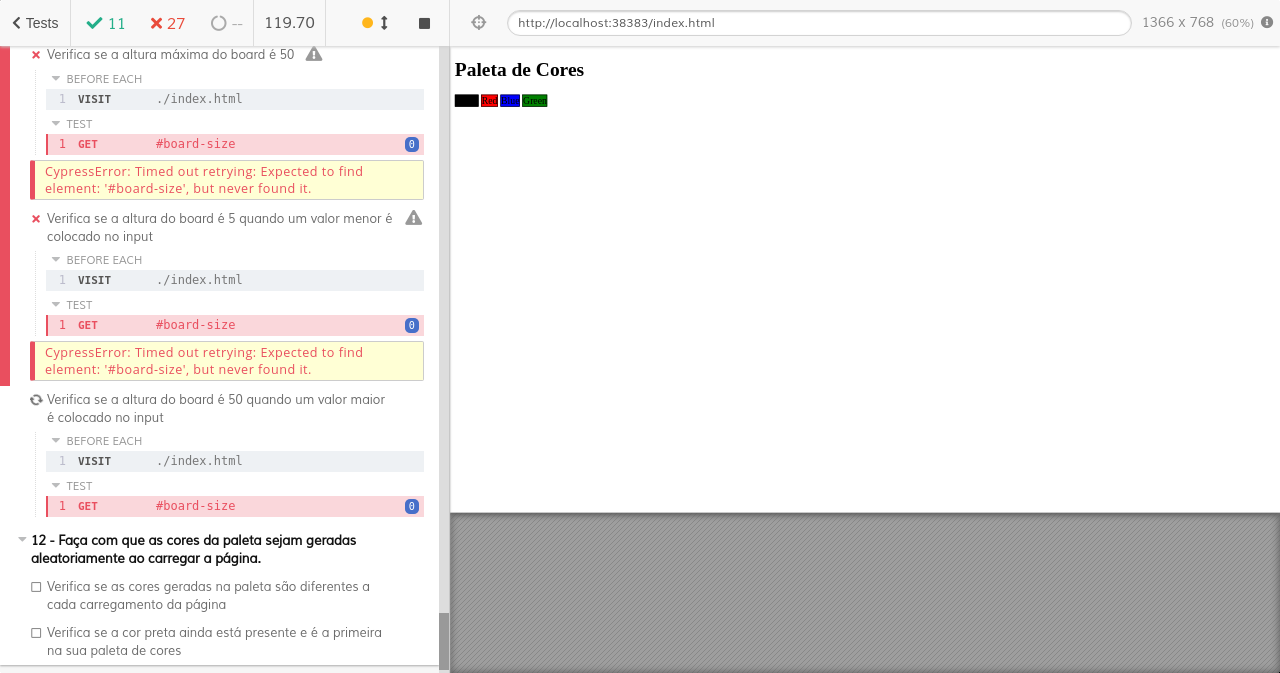 Tests 11 27 -- 119.70 http://localhost:38383/index.html 1366 x 768 (60%)
Verifica se a altura máxima do board é 50
BEFORE EACH
1 VISIT ./index.html
TEST
1 GET #board-size 0
CypressError: Timed out retrying: Expected to find
element: '#board-size', but never found it.
Verifica se a altura do board é 5 quando um valor menor é
colocado no input
BEFORE EACH
1 VISIT ./index.html
TEST
1 GET #board-size 0
CypressError: Timed out retrying: Expected to find
element: '#board-size', but never found it.
Verifica se a altura do board é 50 quando um valor maior
é colocado no input
BEFORE EACH
1 VISIT ./index.html
TEST
1 GET #board-size 0
12 - Faça com que as cores da paleta sejam geradas
aleatoriamente ao carregar a página.
Verifica se as cores geradas na paleta são diferentes a
cada carregamento da página
Verifica se a cor preta ainda está presente e é a primeira
na sua paleta de cores
Paleta de Cores
Red Blue Green